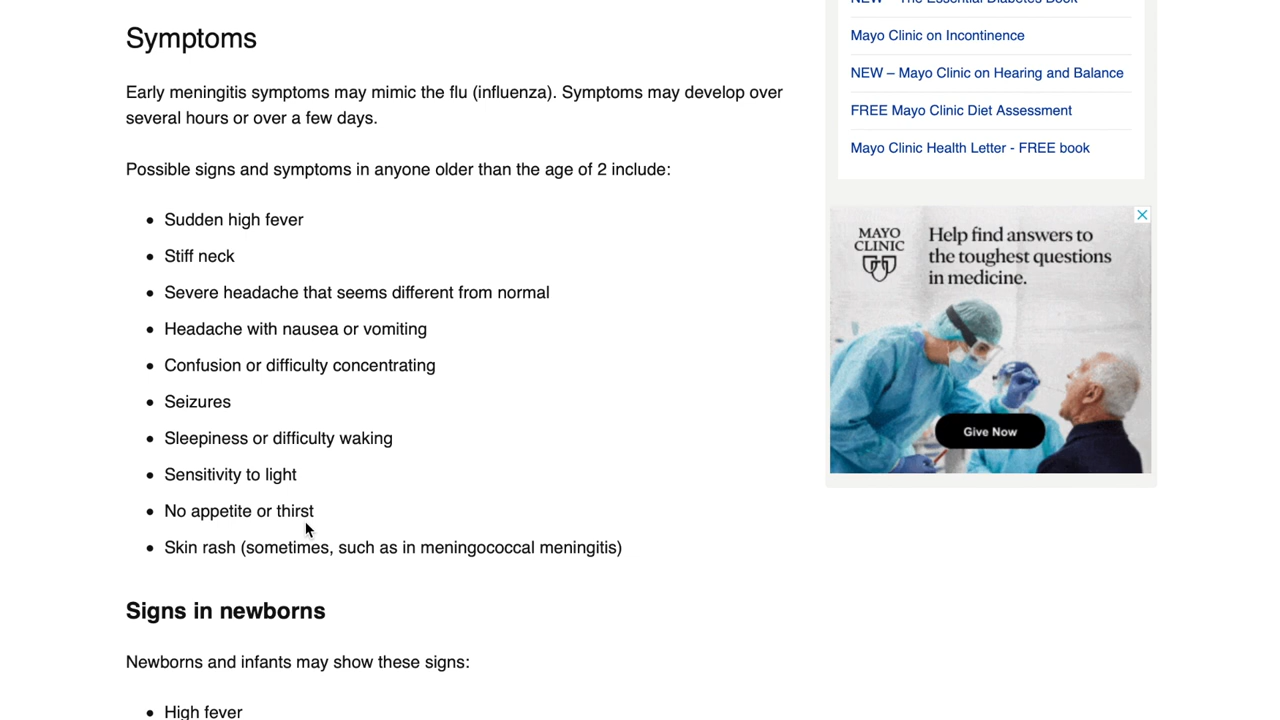 Symptoms
Early meningitis symptoms may mimic the flu (influenza). Symptoms may develop over
several hours or over a few days.
Possible signs and symptoms in anyone older than the age of 2 include:
• Sudden high fever
• Stiff neck
• Severe headache that seems different from normal
• Headache with nausea or vomiting
• Confusion or difficulty concentrating
• Seizures
• Sleepiness or difficulty waking
• Sensitivity to light
• No appetite or thirst
• Skin rash (sometimes, such as in meningococcal meningitis)
Signs in newborns
Newborns and infants may show these signs:
• High fever
NEW – The Essential Diabetes Book
Mayo Clinic on Incontinence
NEW – Mayo Clinic on Hearing and Balance
FREE Mayo Clinic Diet Assessment
Mayo Clinic Health Letter - FREE book
MAYO
CLINIC
Help find answers to
the toughest questions
in medicine.
Give Now